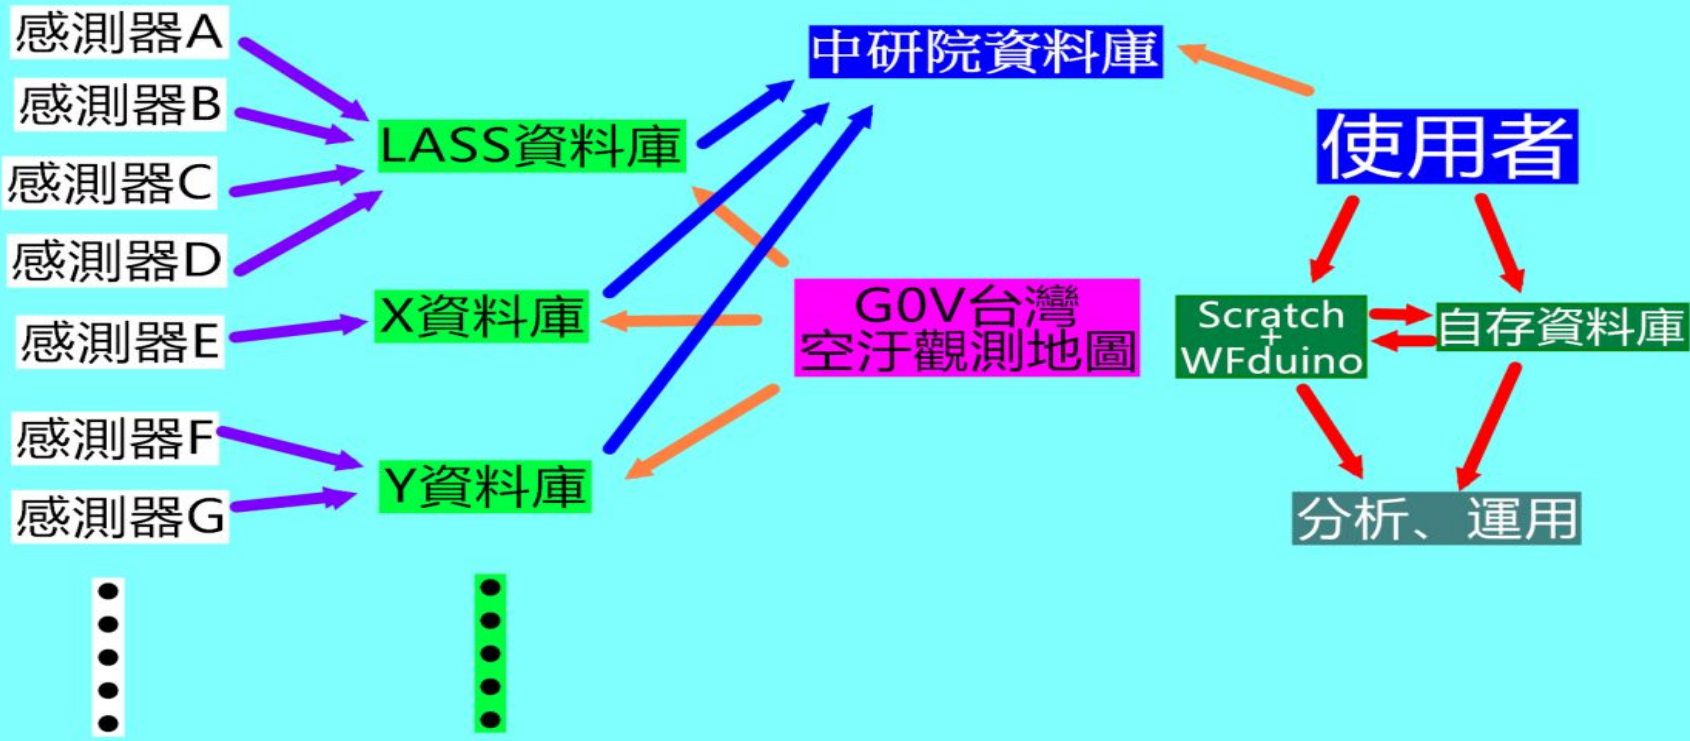 感測器A
感測器B
感測器C
感測器D
感測器E
感測器F
感測器G
LASS資料庫
X資料庫
Y資料庫
中研院資料庫
G0V台灣
空汙觀測地圖
使用者
Scratch
+
WFduino
自存資料庫
分析、運用